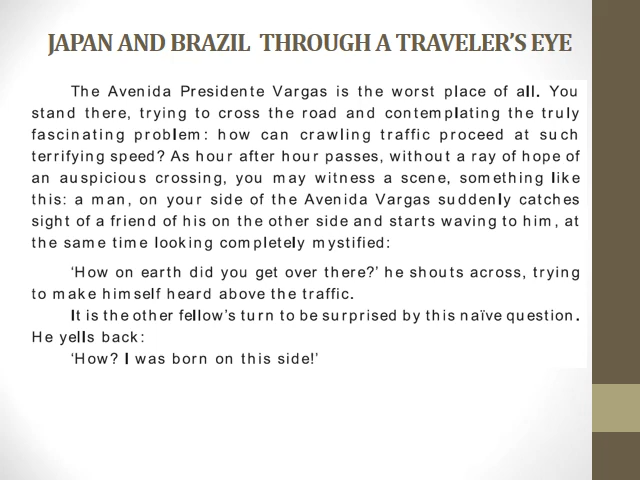 JAPAN AND BRAZIL THROUGH A TRAVELER’S EYE
The Avenida Presidente Vargas is the worst place of all. You
stand there, trying to cross the road and contemplating the truly
fascinating problem: how can crawling traffic proceed at such
terrifying speed? As hour after hour passes, without a ray of hope of
an auspicious crossing, you may witness a scene, something like
this: a man, on your side of the Avenida Vargas suddenly catches
sight of a friend of his on the other side and starts waving to him, at
the same time looking completely mystified:
‘How on earth did you get over there?’ he shouts across, trying
to make himself heard above the traffic.
It is the other fellow’s turn to be surprised by this naïve question.
He yells back:
‘How? I was born on this side!’